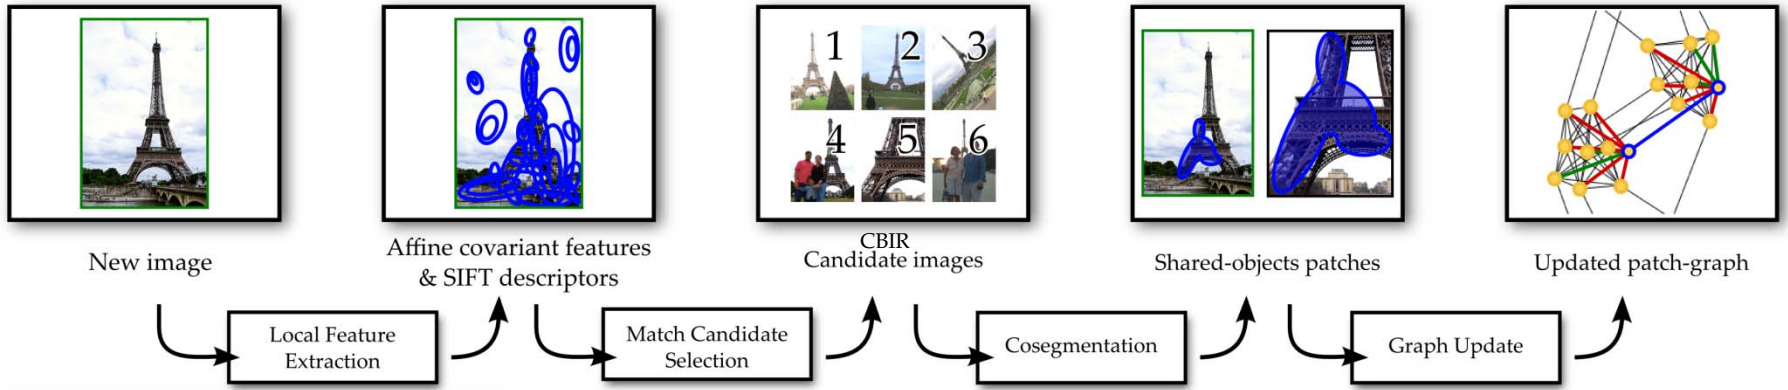 1 2 3
4 5 6
New image
Affine covariant features
& SIFT descriptors
CBIR
Candidate images
Shared-objects patches
Updated patch-graph
Local Feature
Extraction
Match Candidate
Selection
Cosegmentation
Graph Update